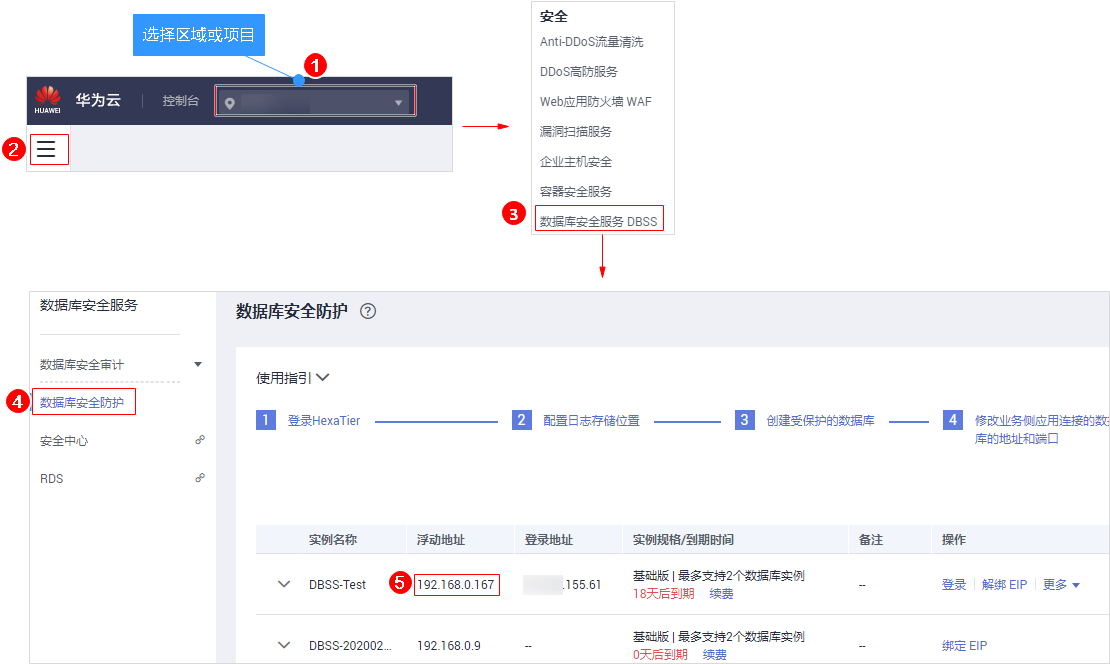 选择区域或项目
1
HUAWEI
华为云
控制台
2
安全
Anti-DDoS流量清洗
DDoS高防服务
Web应用防火墙 WAF
漏洞扫描服务
企业主机安全
容器安全服务
3
数据库安全服务 DBSS
数据库安全服务
数据库安全审计
4
数据库安全防护
安全中心
RDS
数据库安全防护 ?
使用指引
1 登录HexaTier
2 配置日志存储位置
3 创建受保护的数据库
4 修改业务侧应用连接的数据
库的地址和端口
实例名称 浮动地址 登录地址 实例规格/到期时间 备注 操作
DBSS-Test 5 192.168.0.167 .155.61 基础版 | 最多支持2个数据库实例 -- 登录 解绑 EIP 更多
18天后到期 续费
DBSS-202002... 192.168.0.9 -- 基础版 | 最多支持2个数据库实例 -- 绑定 EIP
0天后到期 续费